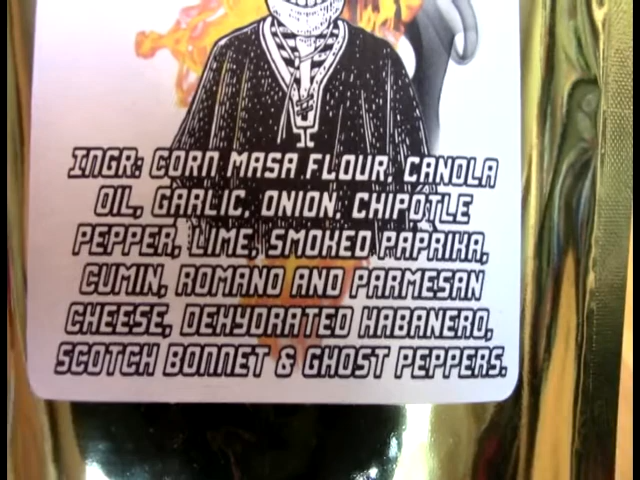 INGR: CORN MASA FLOUR, CANOLA
OIL, GARLIC, ONION, CHIPOTLE
PEPPER, LIME, SMOKED PAPRIKA,
CUMIN, ROMANO AND PARMESAN
CHEESE, DEHYDRATED HABANERO,
SCOTCH BONNET & GHOST PEPPERS.